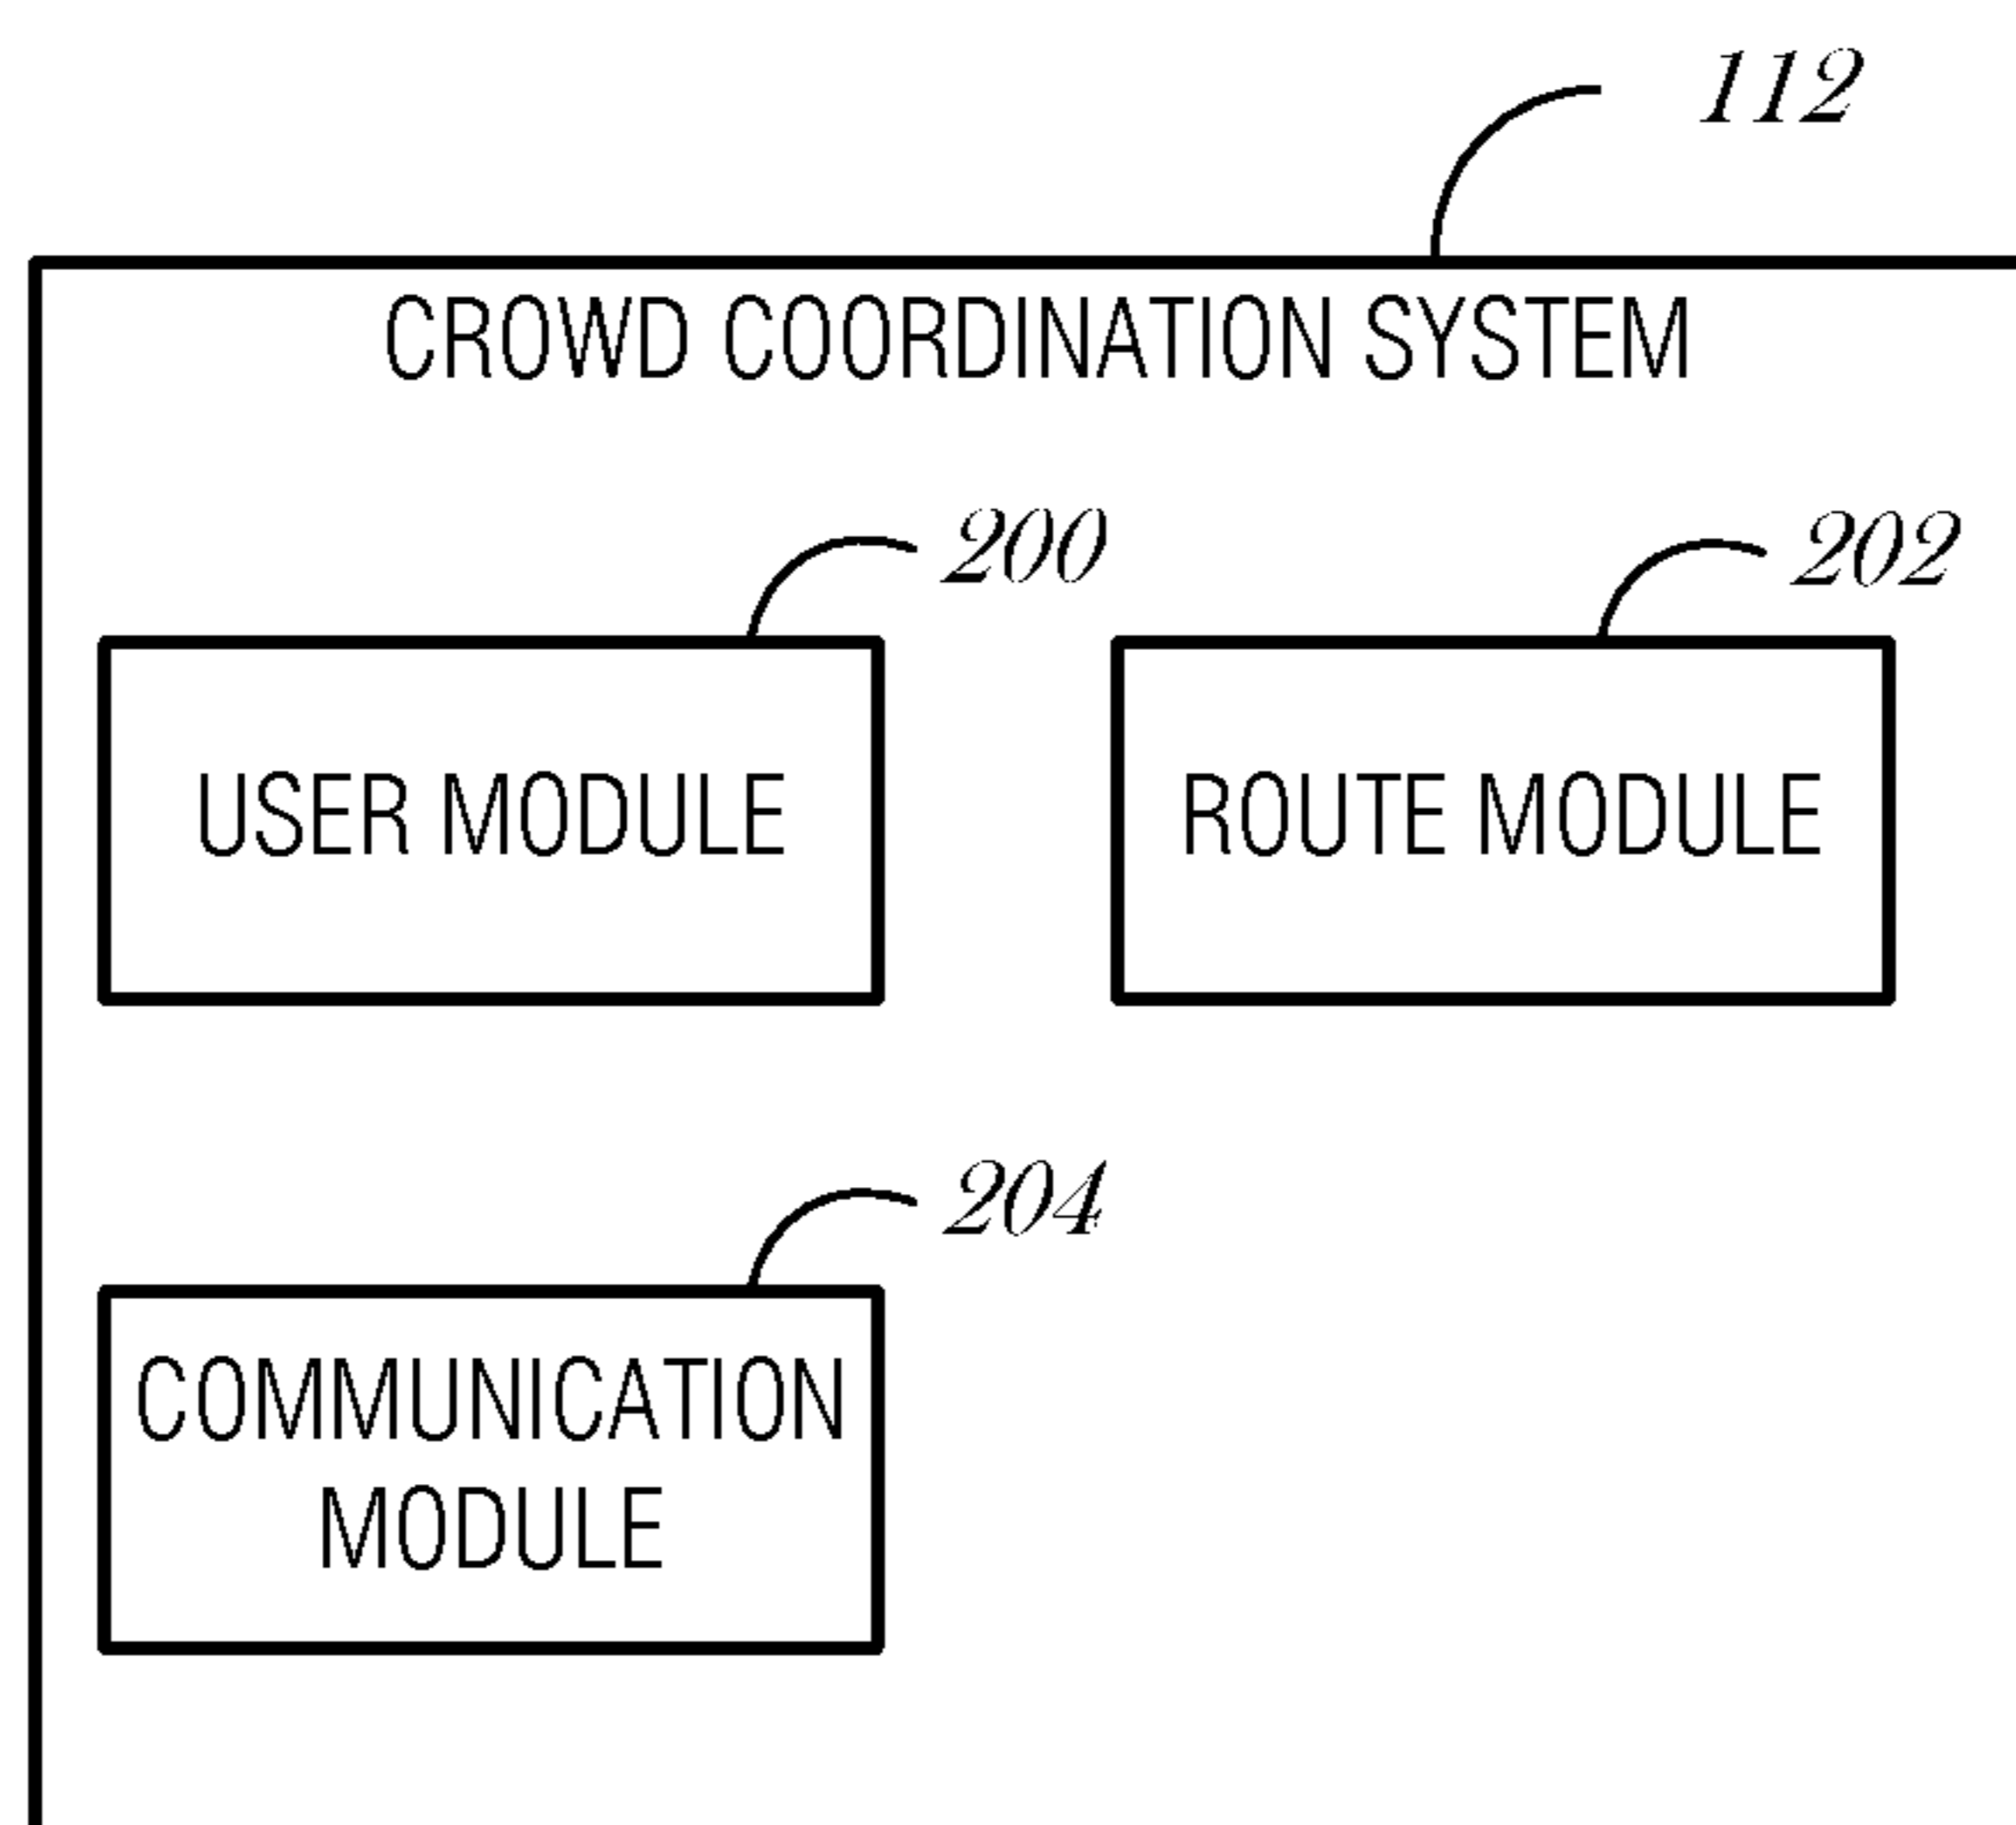 112
CROWD COORDINATION SYSTEM
200
202
USER MODULE
ROUTE MODULE
204
COMMUNICATION
MODULE